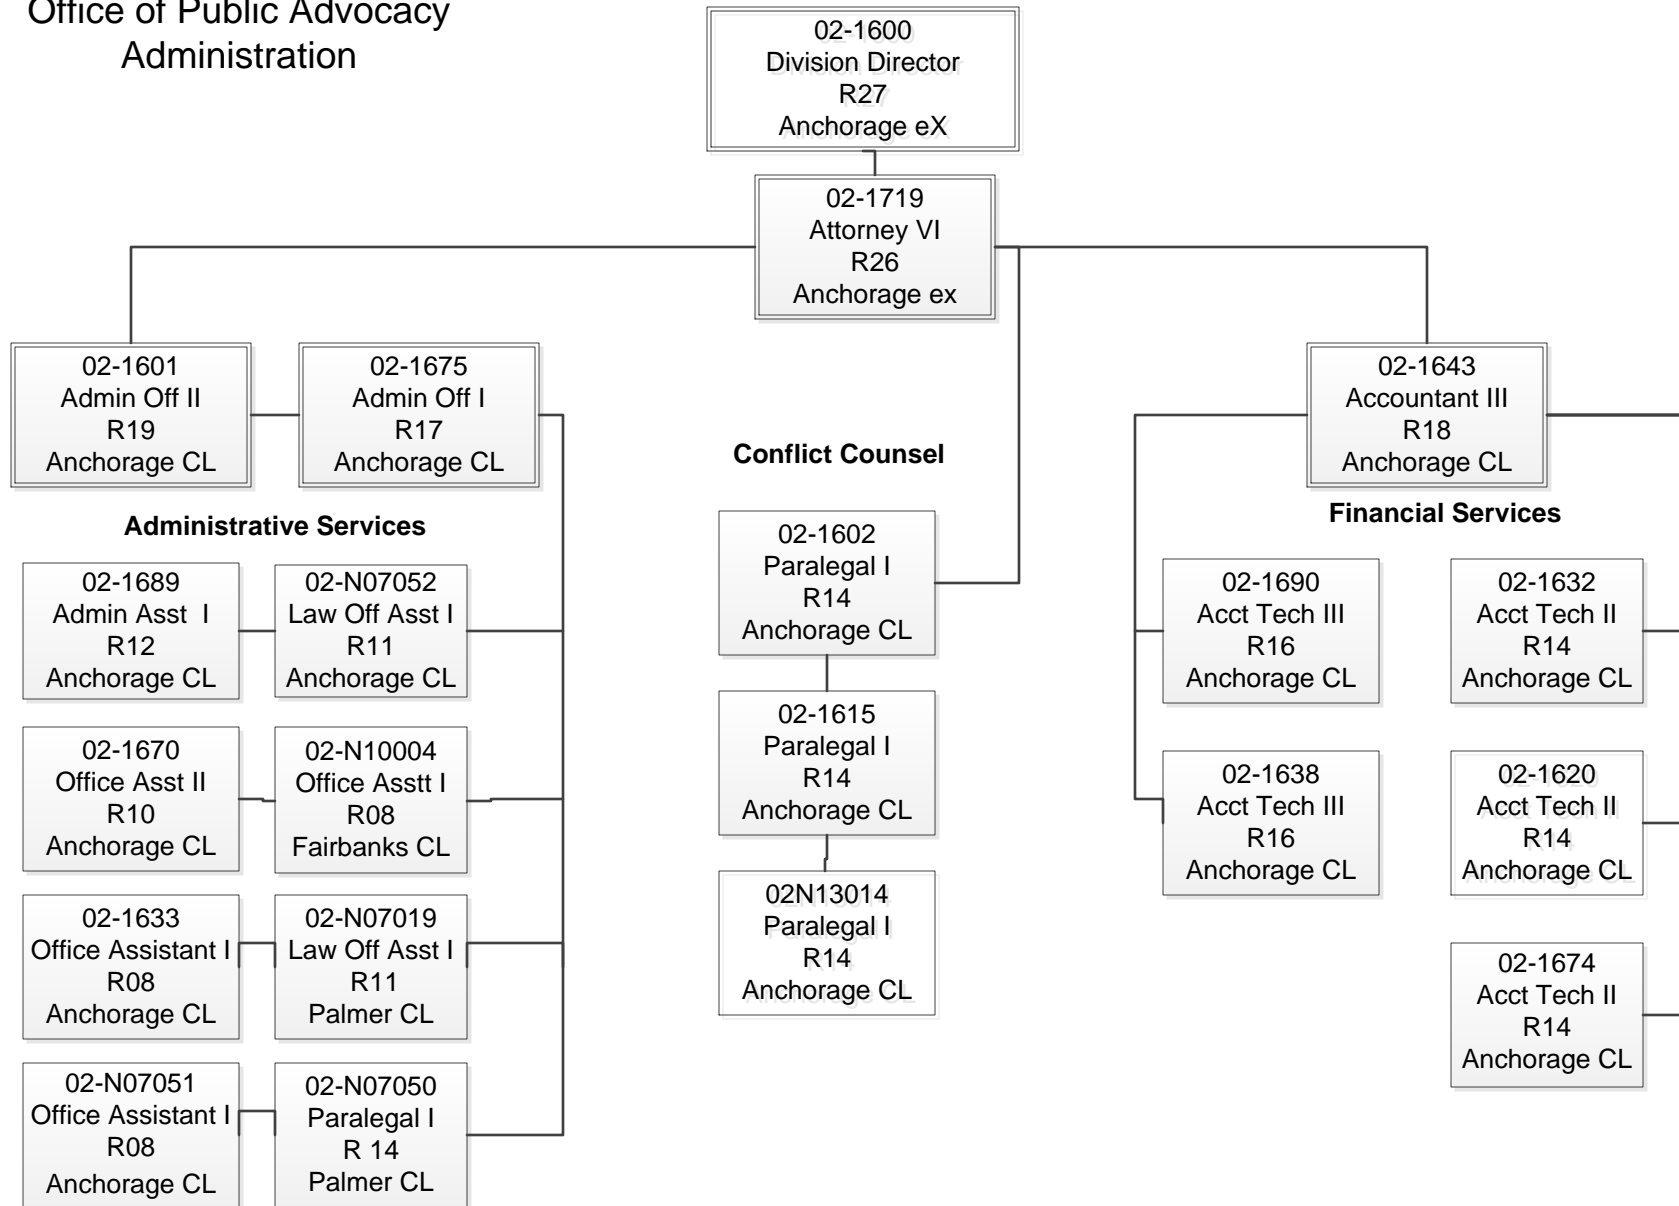 Office of Public Advocacy
Administration
02-1600
Division Director
R27
Anchorage eX
02-1719
Attorney VI
R26
Anchorage ex
02-1601
Admin Off II
R19
Anchorage CL
02-1675
Admin Off I
R17
Anchorage CL
02-1643
Accountant III
R18
Anchorage CL
Administrative Services
02-1689
Admin Asst  I
R12
Anchorage CL
02-N07052
Law Off Asst I
R11
Anchorage CL
02-1670
Office Asst II
R10
Anchorage CL
02-N10004
Office Asstt I
R08
Fairbanks CL
02-1633
Office Assistant I
R08
Anchorage CL
02-N07019
Law Off Asst I
R11
Palmer CL
02-N07051
Office Assistant I
R08
Anchorage CL
02-N07050
Paralegal I
R 14
Palmer CL
Conflict Counsel
02-1602
Paralegal I
R14
Anchorage CL
02-1615
Paralegal I
R14
Anchorage CL
02N13014
Paralegal I
R14
Anchorage CL
Financial Services
02-1690
Acct Tech III
R16
Anchorage CL
02-1632
Acct Tech II
R14
Anchorage CL
02-1638
Acct Tech III
R16
Anchorage CL
02-1620
Acct Tech II
R14
Anchorage CL
02-1674
Acct Tech II
R14
Anchorage CL